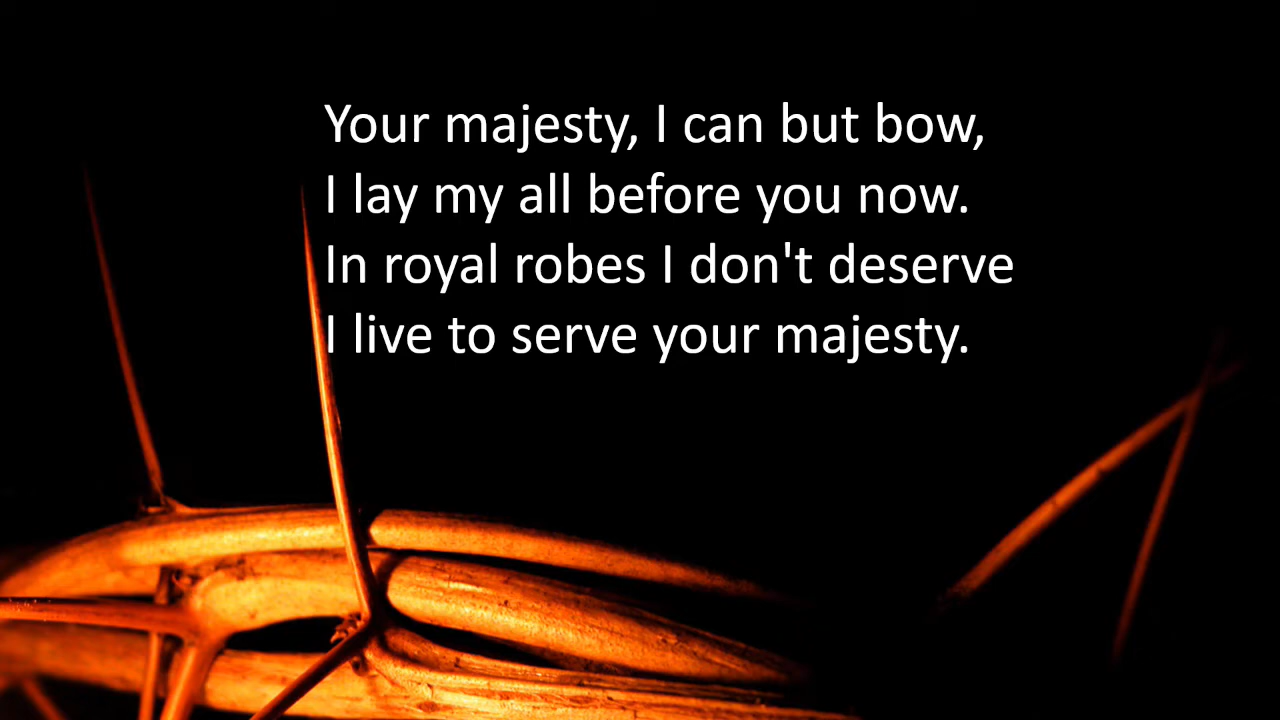 Your majesty, I can but bow,
I lay my all before you now.
In royal robes I don't deserve
I live to serve your majesty.